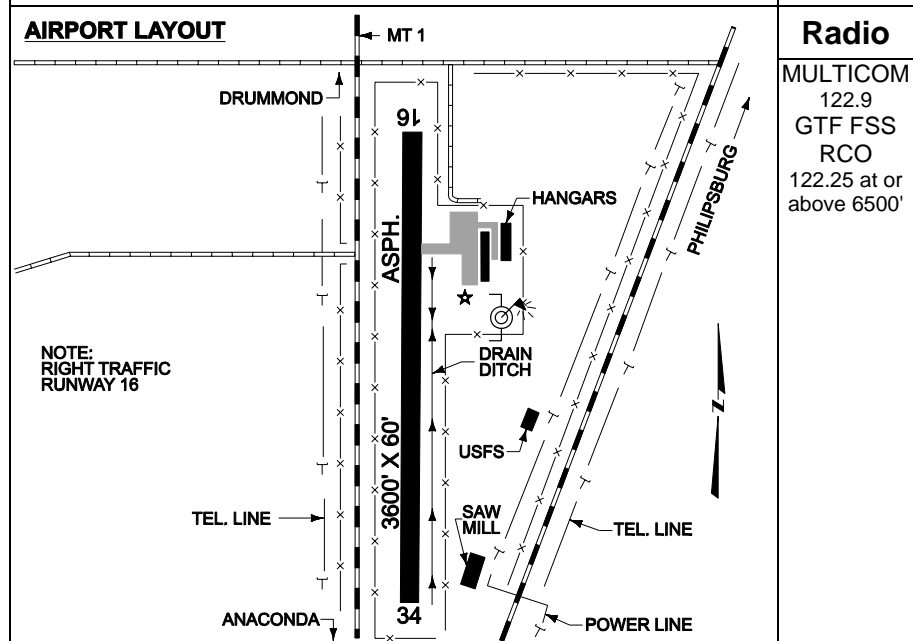 AIRPORT LAYOUT
MT 1
DRUMMOND
16
HANGARS
ASPH.
PHILIPSBURG
NOTE:
RIGHT TRAFFIC
RUNWAY 16
DRAIN
DITCH
3600' X 60'
USFS
TEL. LINE
SAW
MILL
TEL. LINE
34
ANACONDA
POWER LINE
N
Radio
MULTICOM
122.9
GTF FSS
RCO
122.25 at or
above 6500'